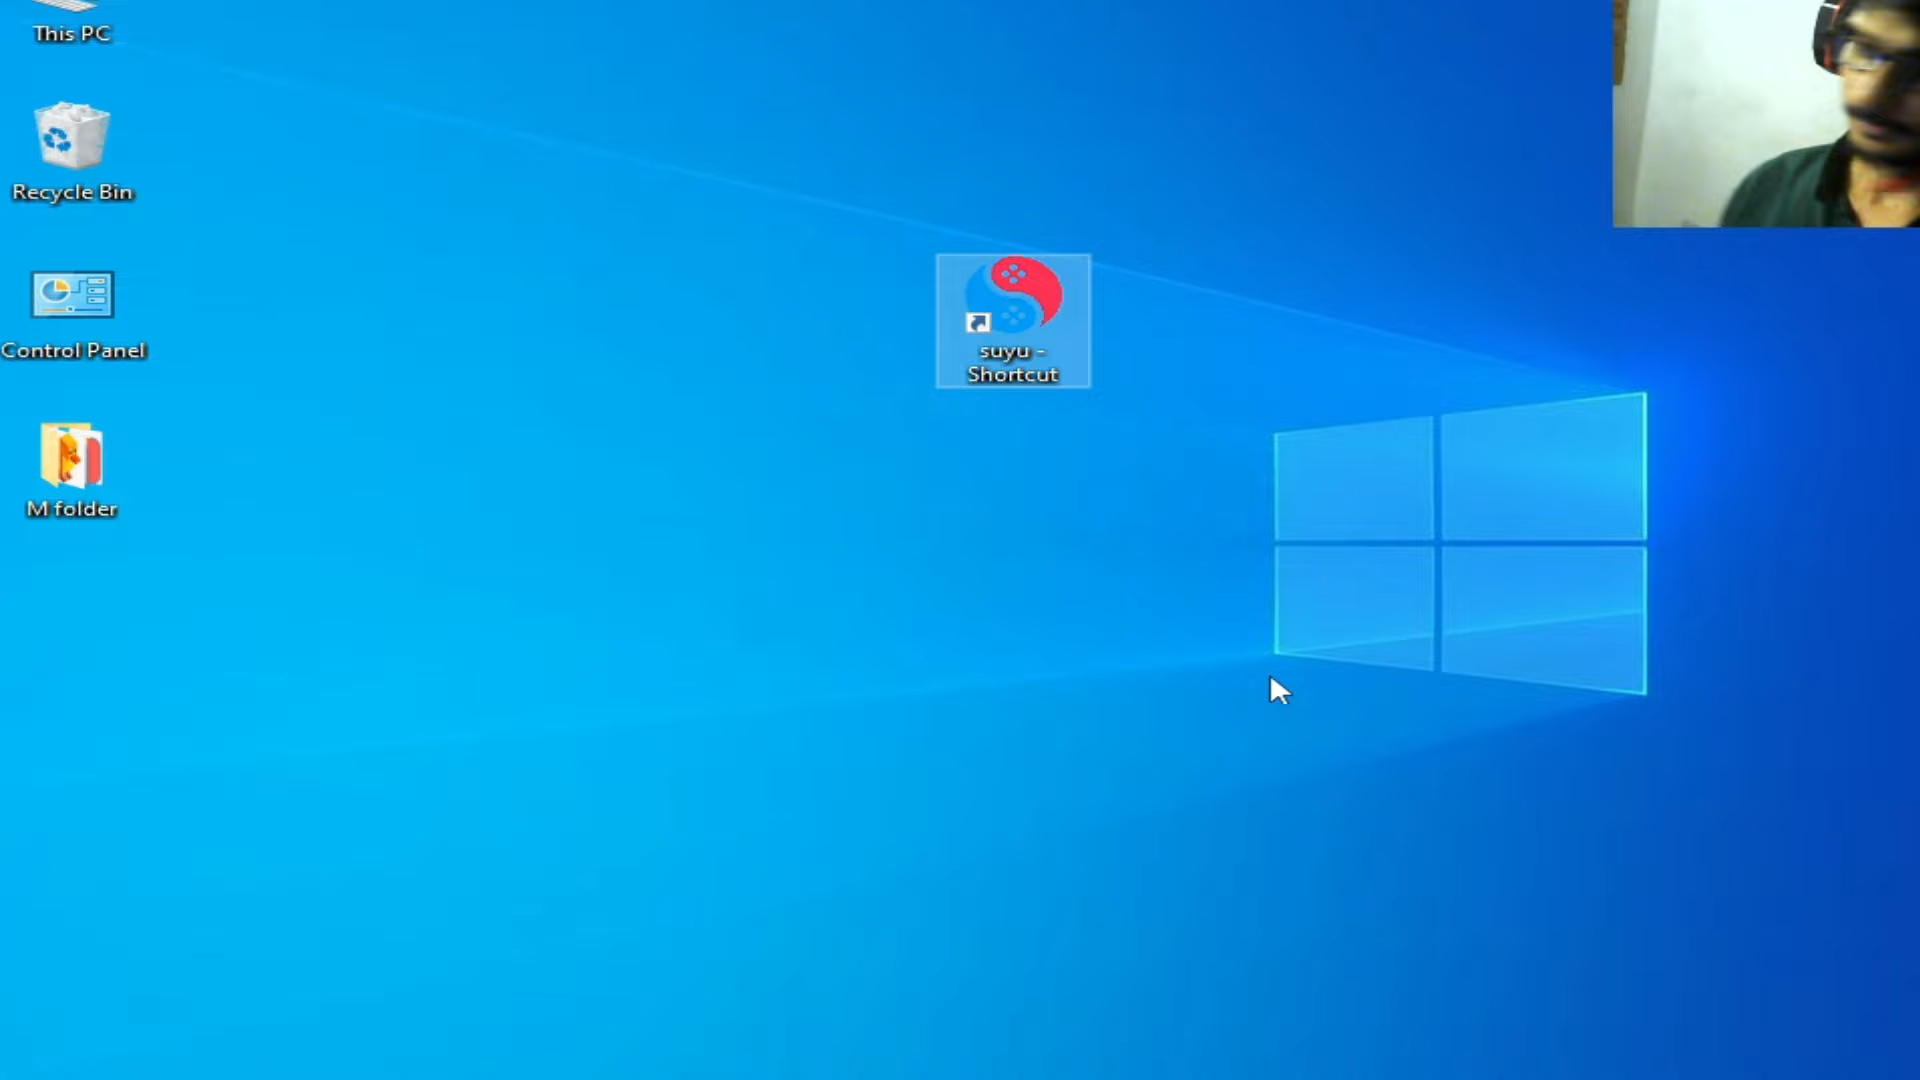 This PC
Recycle Bin
Control Panel
M folder
suyu -
Shortcut